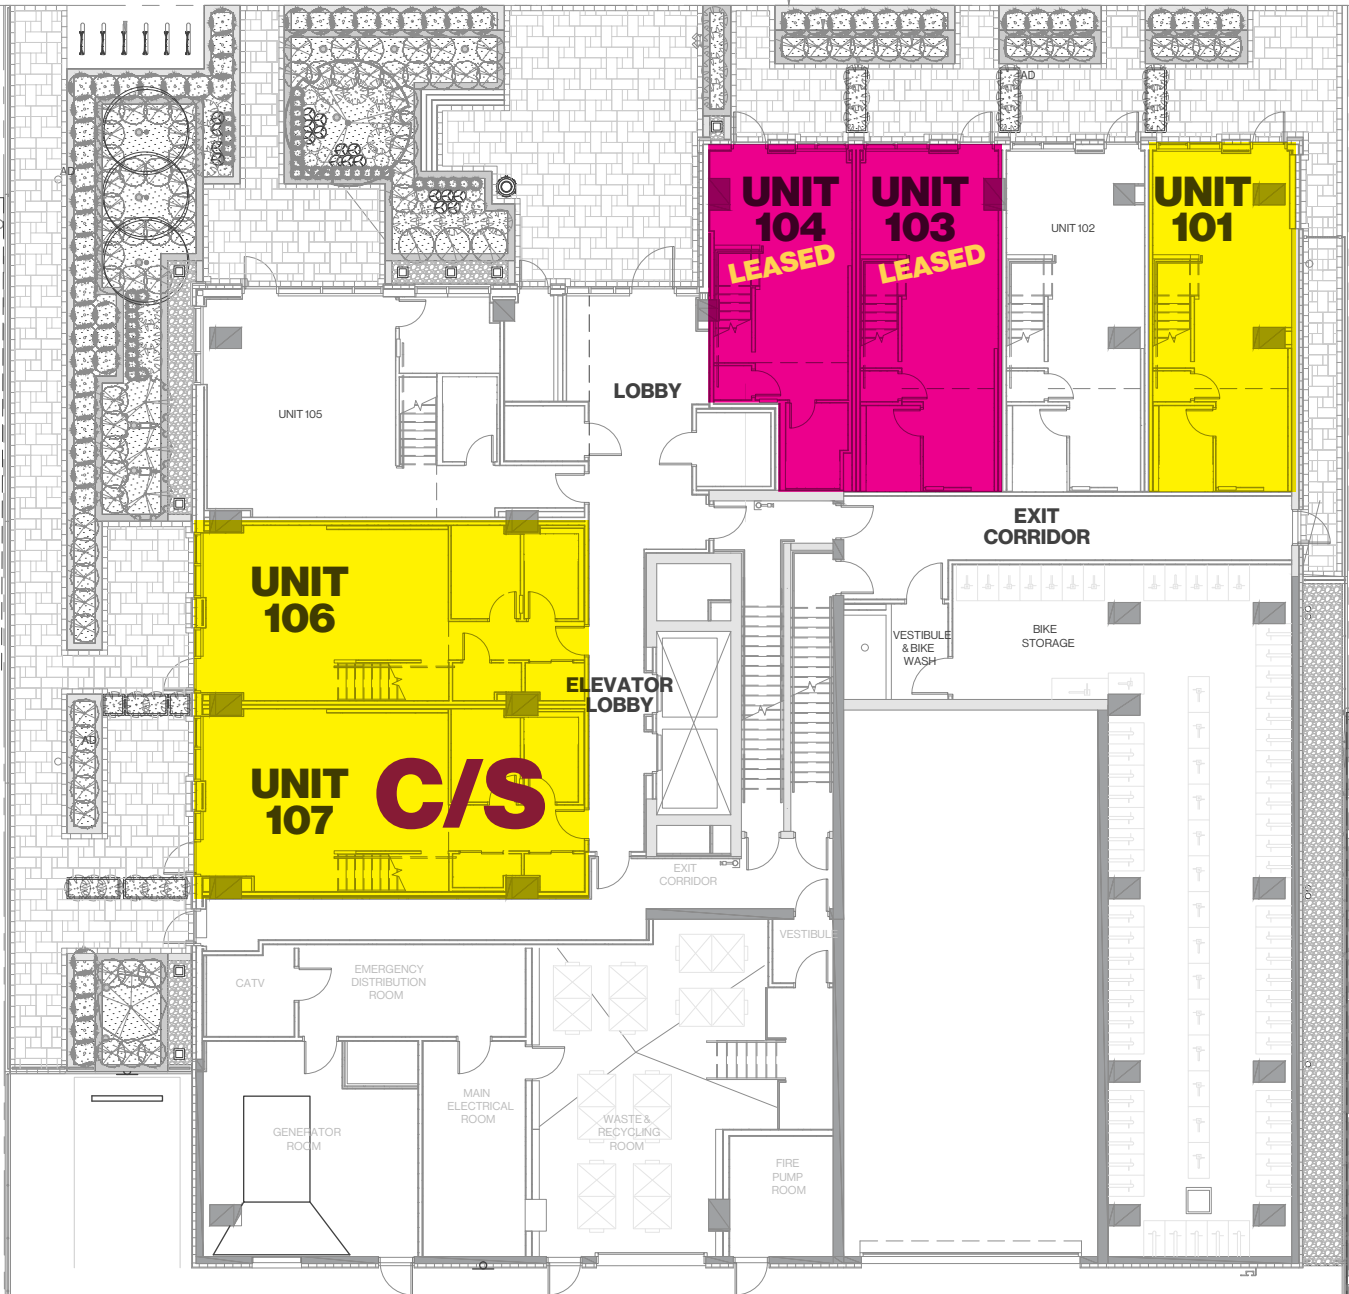 AD
AD
UNIT
104
LEASED
UNIT
103
LEASED
UNIT 102
UNIT
101
UNIT 105
LOBBY
EXIT
CORRIDOR
UNIT
106
VESTIBULE
& BIKE
WASH
BIKE
STORAGE
ELEVATOR
LOBBY
AD
UNIT
107
C/S
EXIT
CORRIDOR
VESTIBULE
CATV
EMERGENCY
DISTRIBUTION
ROOM
MAIN
ELECTRICAL
ROOM
GENERATOR
ROOM
WASTE &
RECYCLING
ROOM
FIRE
PUMP
ROOM